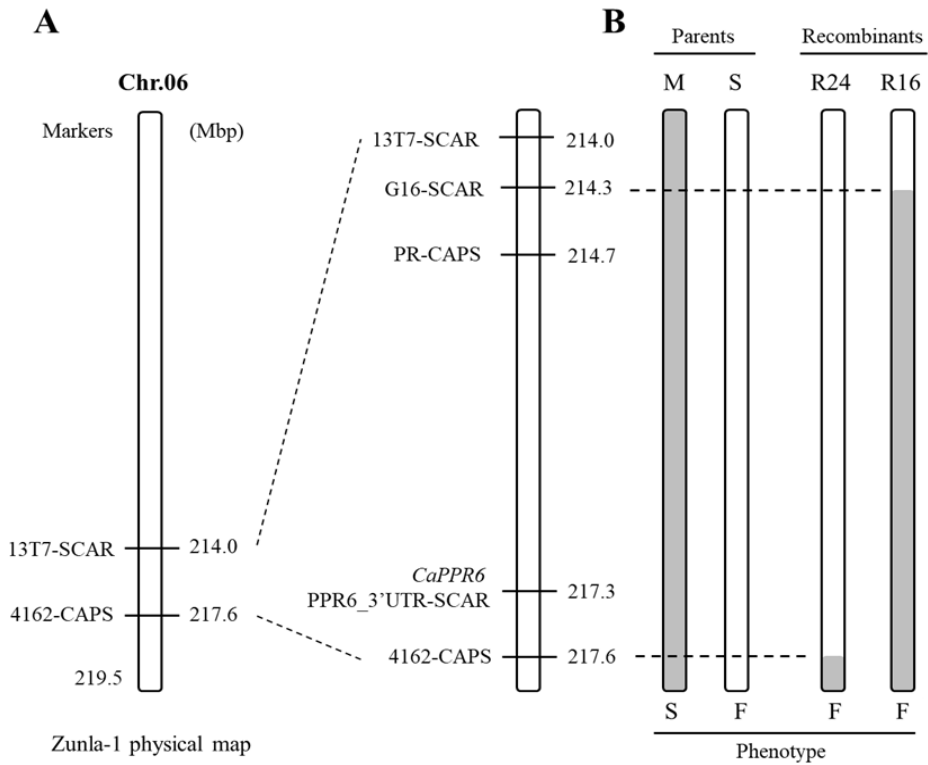 A
Chr.06
Markers
(Mbp)
13T7-SCAR
214.0
4162-CAPS
217.6
219.5
Zunla-1 physical map
13T7-SCAR
214.0
G16-SCAR
214.3
PR-CAPS
214.7
CaPPR6
PPR6_3’UTR-SCAR
217.3
4162-CAPS
217.6
B
Parents
Recombinants
M
S
R24
R16
S
F
F
F
Phenotype